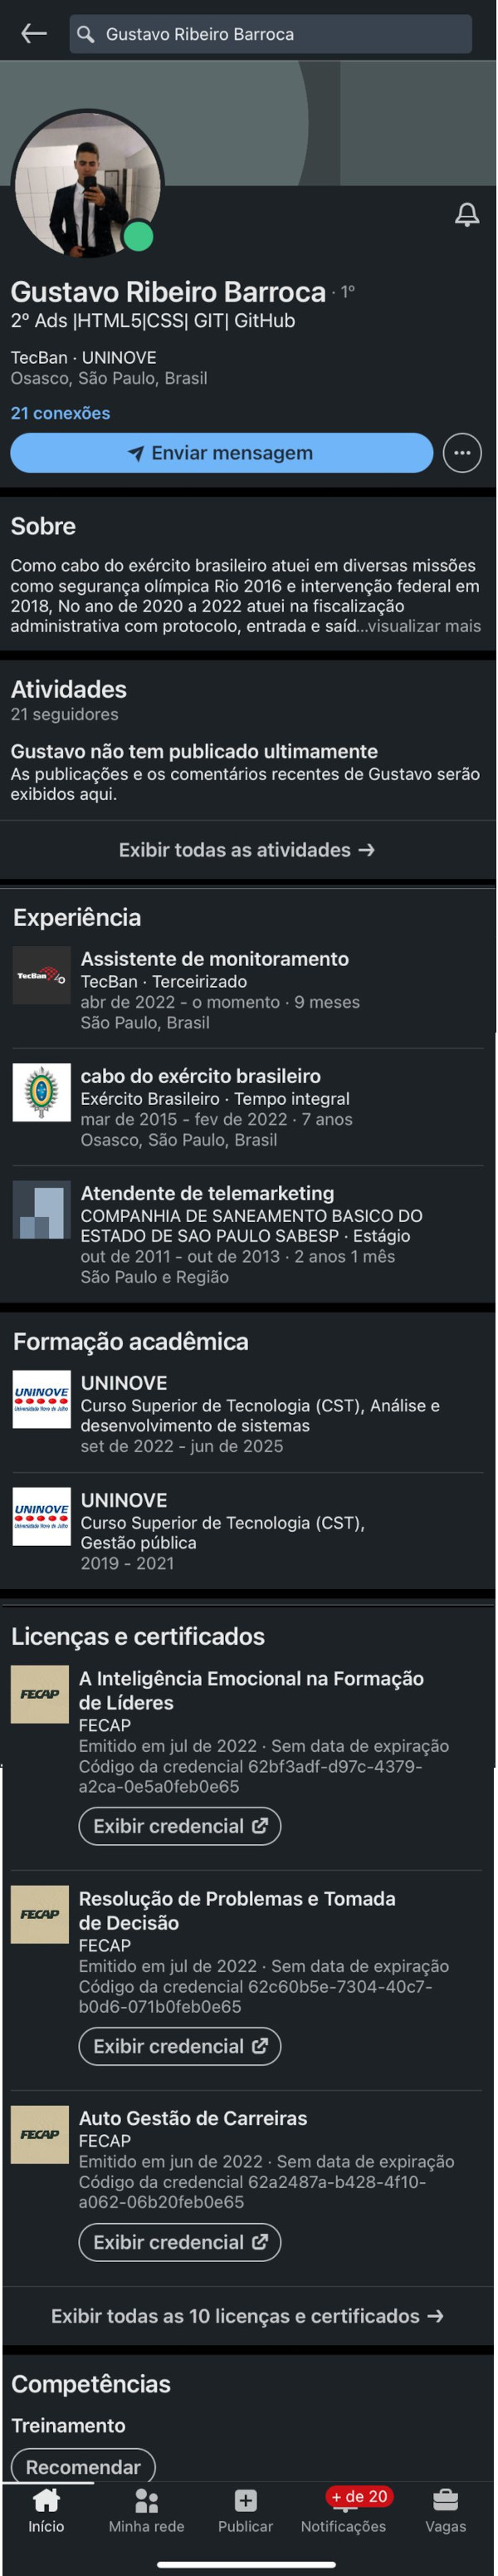 Gustavo Ribeiro Barroca
Gustavo Ribeiro Barroca · 1º
2º Ads |HTML5|CSS| GIT| GitHub
TecBan · UNINOVE
Osasco, São Paulo, Brasil
21 conexões
Enviar mensagem
Sobre
Como cabo do exército brasileiro atuei em diversas missões
como segurança olímpica Rio 2016 e intervenção federal em
2018, No ano de 2020 a 2022 atuei na fiscalização
administrativa com protocolo, entrada e saíd...visualizar mais
Atividades
21 seguidores
Gustavo não tem publicado ultimamente
As publicações e os comentários recentes de Gustavo serão
exibidos aqui.
Exibir todas as atividades →
Experiência
TecBan
Assistente de monitoramento
TecBan · Terceirizado
abr de 2022 - o momento · 9 meses
São Paulo, Brasil
cabo do exército brasileiro
Exército Brasileiro · Tempo integral
mar de 2015 - fev de 2022 · 7 anos
Osasco, São Paulo, Brasil
Atendente de telemarketing
COMPANHIA DE SANEAMENTO BASICO DO
ESTADO DE SAO PAULO SABESP · Estágio
out de 2011 - out de 2013 · 2 anos 1 mês
São Paulo e Região
Formação acadêmica
UNINOVE
Universidade Nove de Julho
UNINOVE
Curso Superior de Tecnologia (CST), Análise e
desenvolvimento de sistemas
set de 2022 - jun de 2025
UNINOVE
Universidade Nove de Julho
UNINOVE
Curso Superior de Tecnologia (CST),
Gestão pública
2019 - 2021
Licenças e certificados
FECAP
A Inteligência Emocional na Formação
de Líderes
FECAP
Emitido em jul de 2022 · Sem data de expiração
Código da credencial 62bf3adf-d97c-4379-
a2ca-0e5a0feb0e65
Exibir credencial
FECAP
Resolução de Problemas e Tomada
de Decisão
FECAP
Emitido em jul de 2022 · Sem data de expiração
Código da credencial 62c60b5e-7304-40c7-
b0d6-071b0feb0e65
Exibir credencial
FECAP
Auto Gestão de Carreiras
FECAP
Emitido em jun de 2022 · Sem data de expiração
Código da credencial 62a2487a-b428-4f10-
a062-06b20feb0e65
Exibir credencial
Exibir todas as 10 licenças e certificados →
Competências
Treinamento
Recomendar
+ de 20
Início
Minha rede
Publicar
Notificações
Vagas